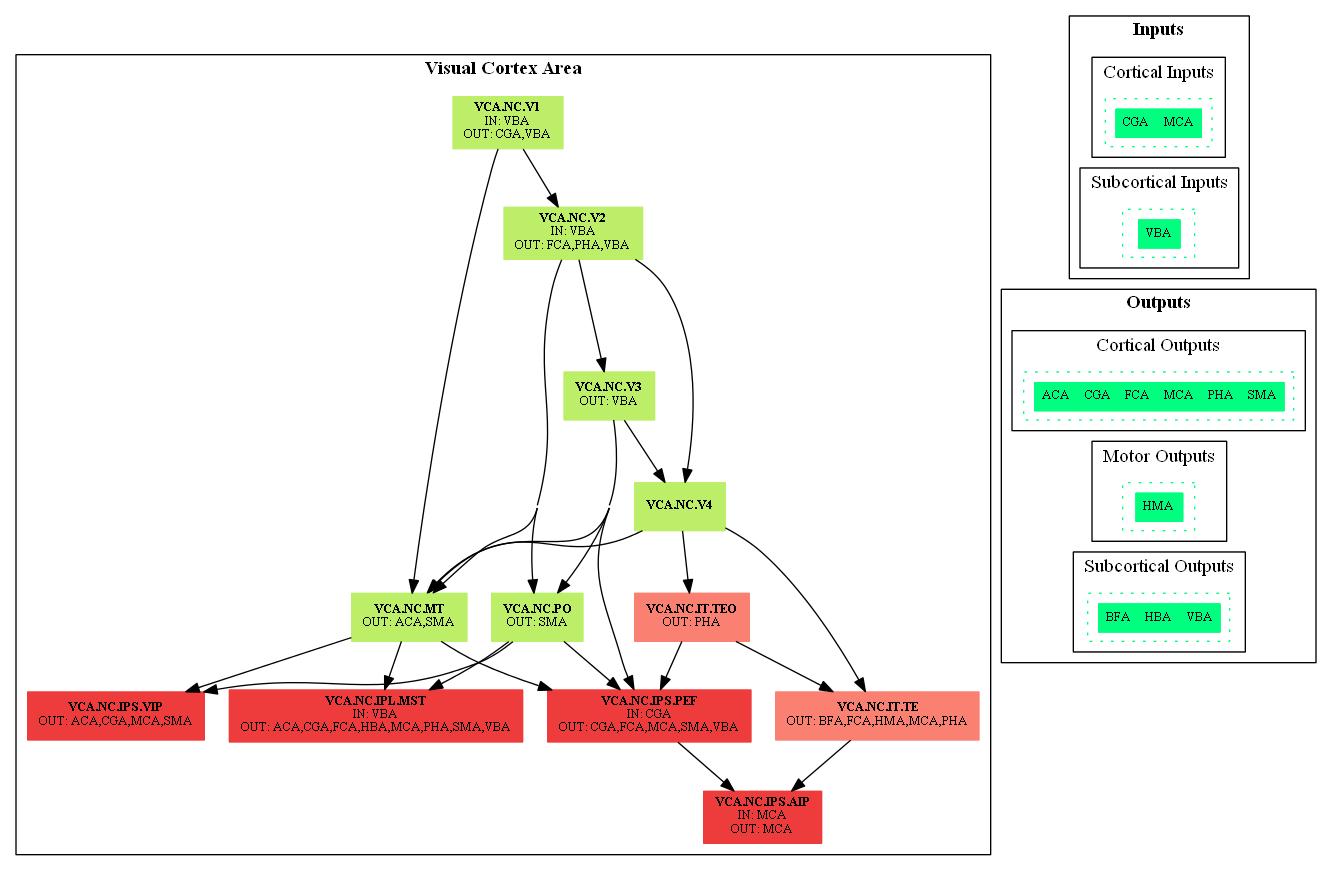 Visual Cortex Area
VCA.NC.V1
IN: VBA
OUT: CGA,VBA
VCA.NC.V2
IN: VBA
OUT: FCA,PHA,VBA
VCA.NC.V3
OUT: VBA
VCA.NC.V4
VCA.NC.MT
OUT: ACA,SMA
VCA.NC.PO
OUT: SMA
VCA.NC.IT.TEO
OUT: PHA
VCA.NC.IPS.VIP
OUT: ACA,CGA,MCA,SMA
VCA.NC.IPL.MST
IN: VBA
OUT: ACA,CGA,FCA,HBA,MCA,PHA,SMA,VBA
VCA.NC.IPS.PEF
IN: CGA
OUT: CGA,FCA,MCA,SMA,VBA
VCA.NC.IT.TE
OUT: BFA,FCA,HMA,MCA,PHA
VCA.NC.IPS.AIP
IN: MCA
OUT: MCA
Inputs
Cortical Inputs
CGA MCA
Subcortical Inputs
VBA
Outputs
Cortical Outputs
ACA CGA FCA MCA PHA SMA
Motor Outputs
HMA
Subcortical Outputs
BFA HBA VBA